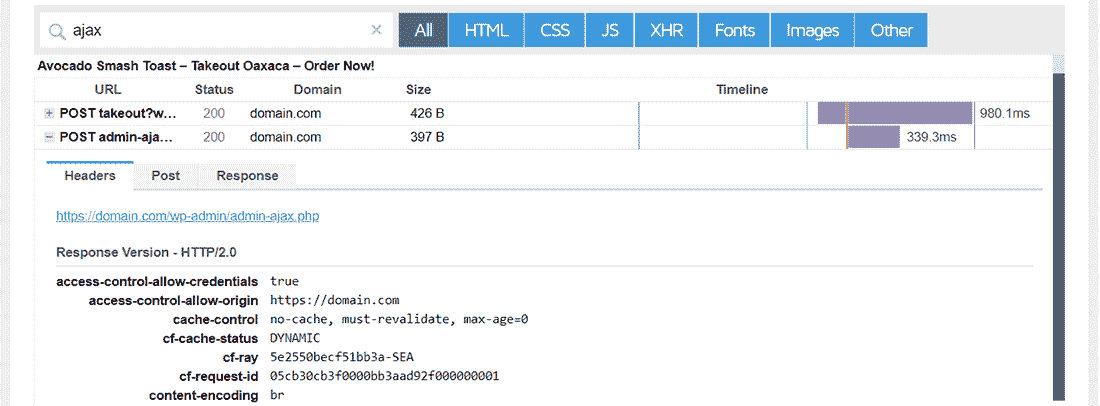 ajax
All HTML CSS JS XHR Fonts Images Other
Avocado Smash Toast – Takeout Oaxaca – Order Now!
URL Status Domain Size Timeline
POST takeout?w... 200 domain.com 426 B 980.1ms
POST admin-aja... 200 domain.com 397 B 339.3ms
Headers Post Response
https://domain.com/wp-admin/admin-ajax.php
Response Version - HTTP/2.0
access-control-allow-credentials true
access-control-allow-origin https://domain.com
cache-control no-cache, must-revalidate, max-age=0
cf-cache-status DYNAMIC
cf-ray 5e2550becf51bb3a-SEA
cf-request-id 05cb30cb3f0000bb3aad92f000000001
content-encoding br